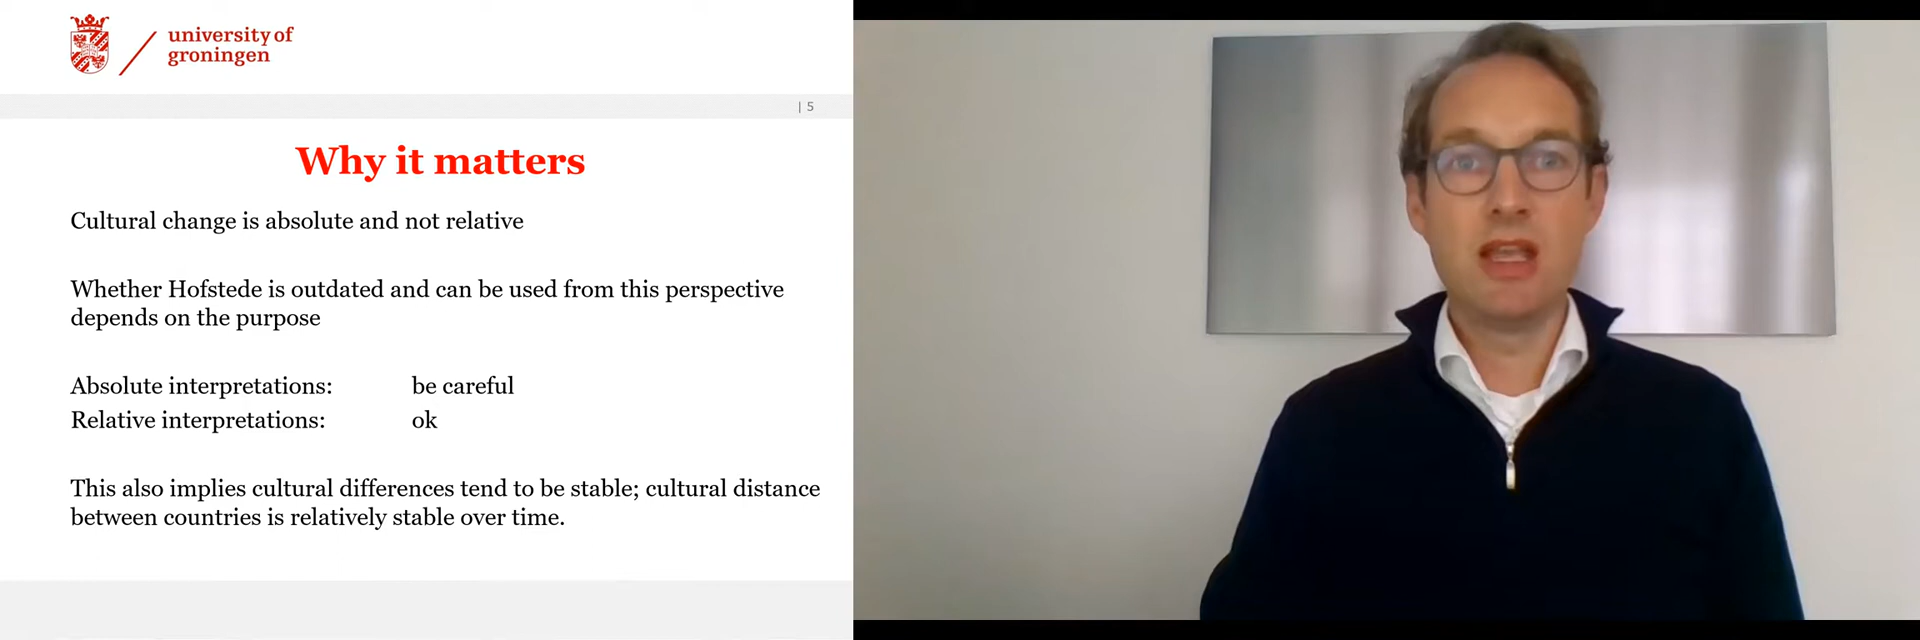 university of
groningen
| 5
Why it matters
Cultural change is absolute and not relative
Whether Hofstede is outdated and can be used from this perspective
depends on the purpose
Absolute interpretations: be careful
Relative interpretations: ok
This also implies cultural differences tend to be stable; cultural distance
between countries is relatively stable over time.